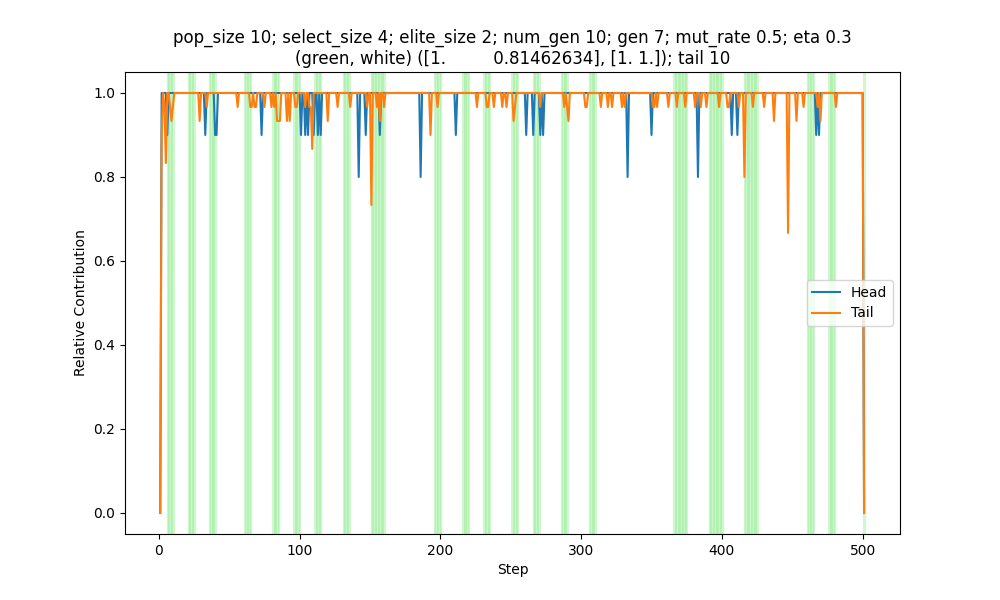 pop_size 10; select_size 4; elite_size 2; num_gen 10; gen 7; mut_rate 0.5; eta 0.3
(green, white) ([1.         0.81462634], [1. 1.]); tail 10
1.0
0.8
0.6
0.4
0.2
0.0
Relative Contribution
Head
Tail
0
100
200
300
400
500
Step